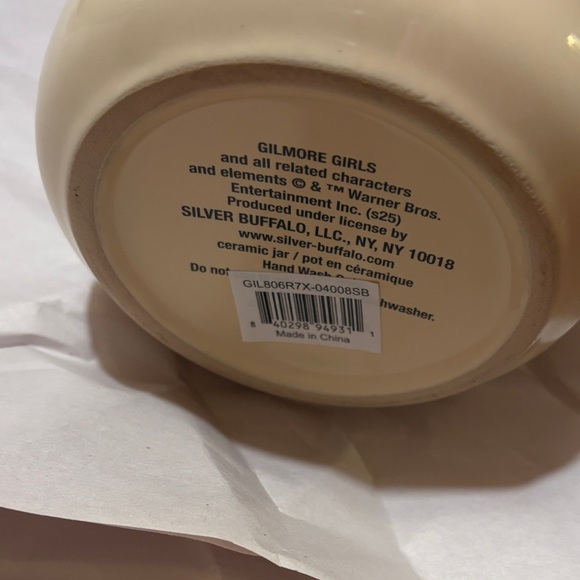 GILMORE GIRLS
and all related characters
and elements © & ™ Warner Bros.
Entertainment Inc. (s25)
Produced under license by
SILVER BUFFALO, LLC., NY, NY 10018
www.silver-buffalo.com
ceramic jar / pot en céramique
Hand Wash
Do not
GIL806R7X-04008SB
8 40298 94931 1
Made in China